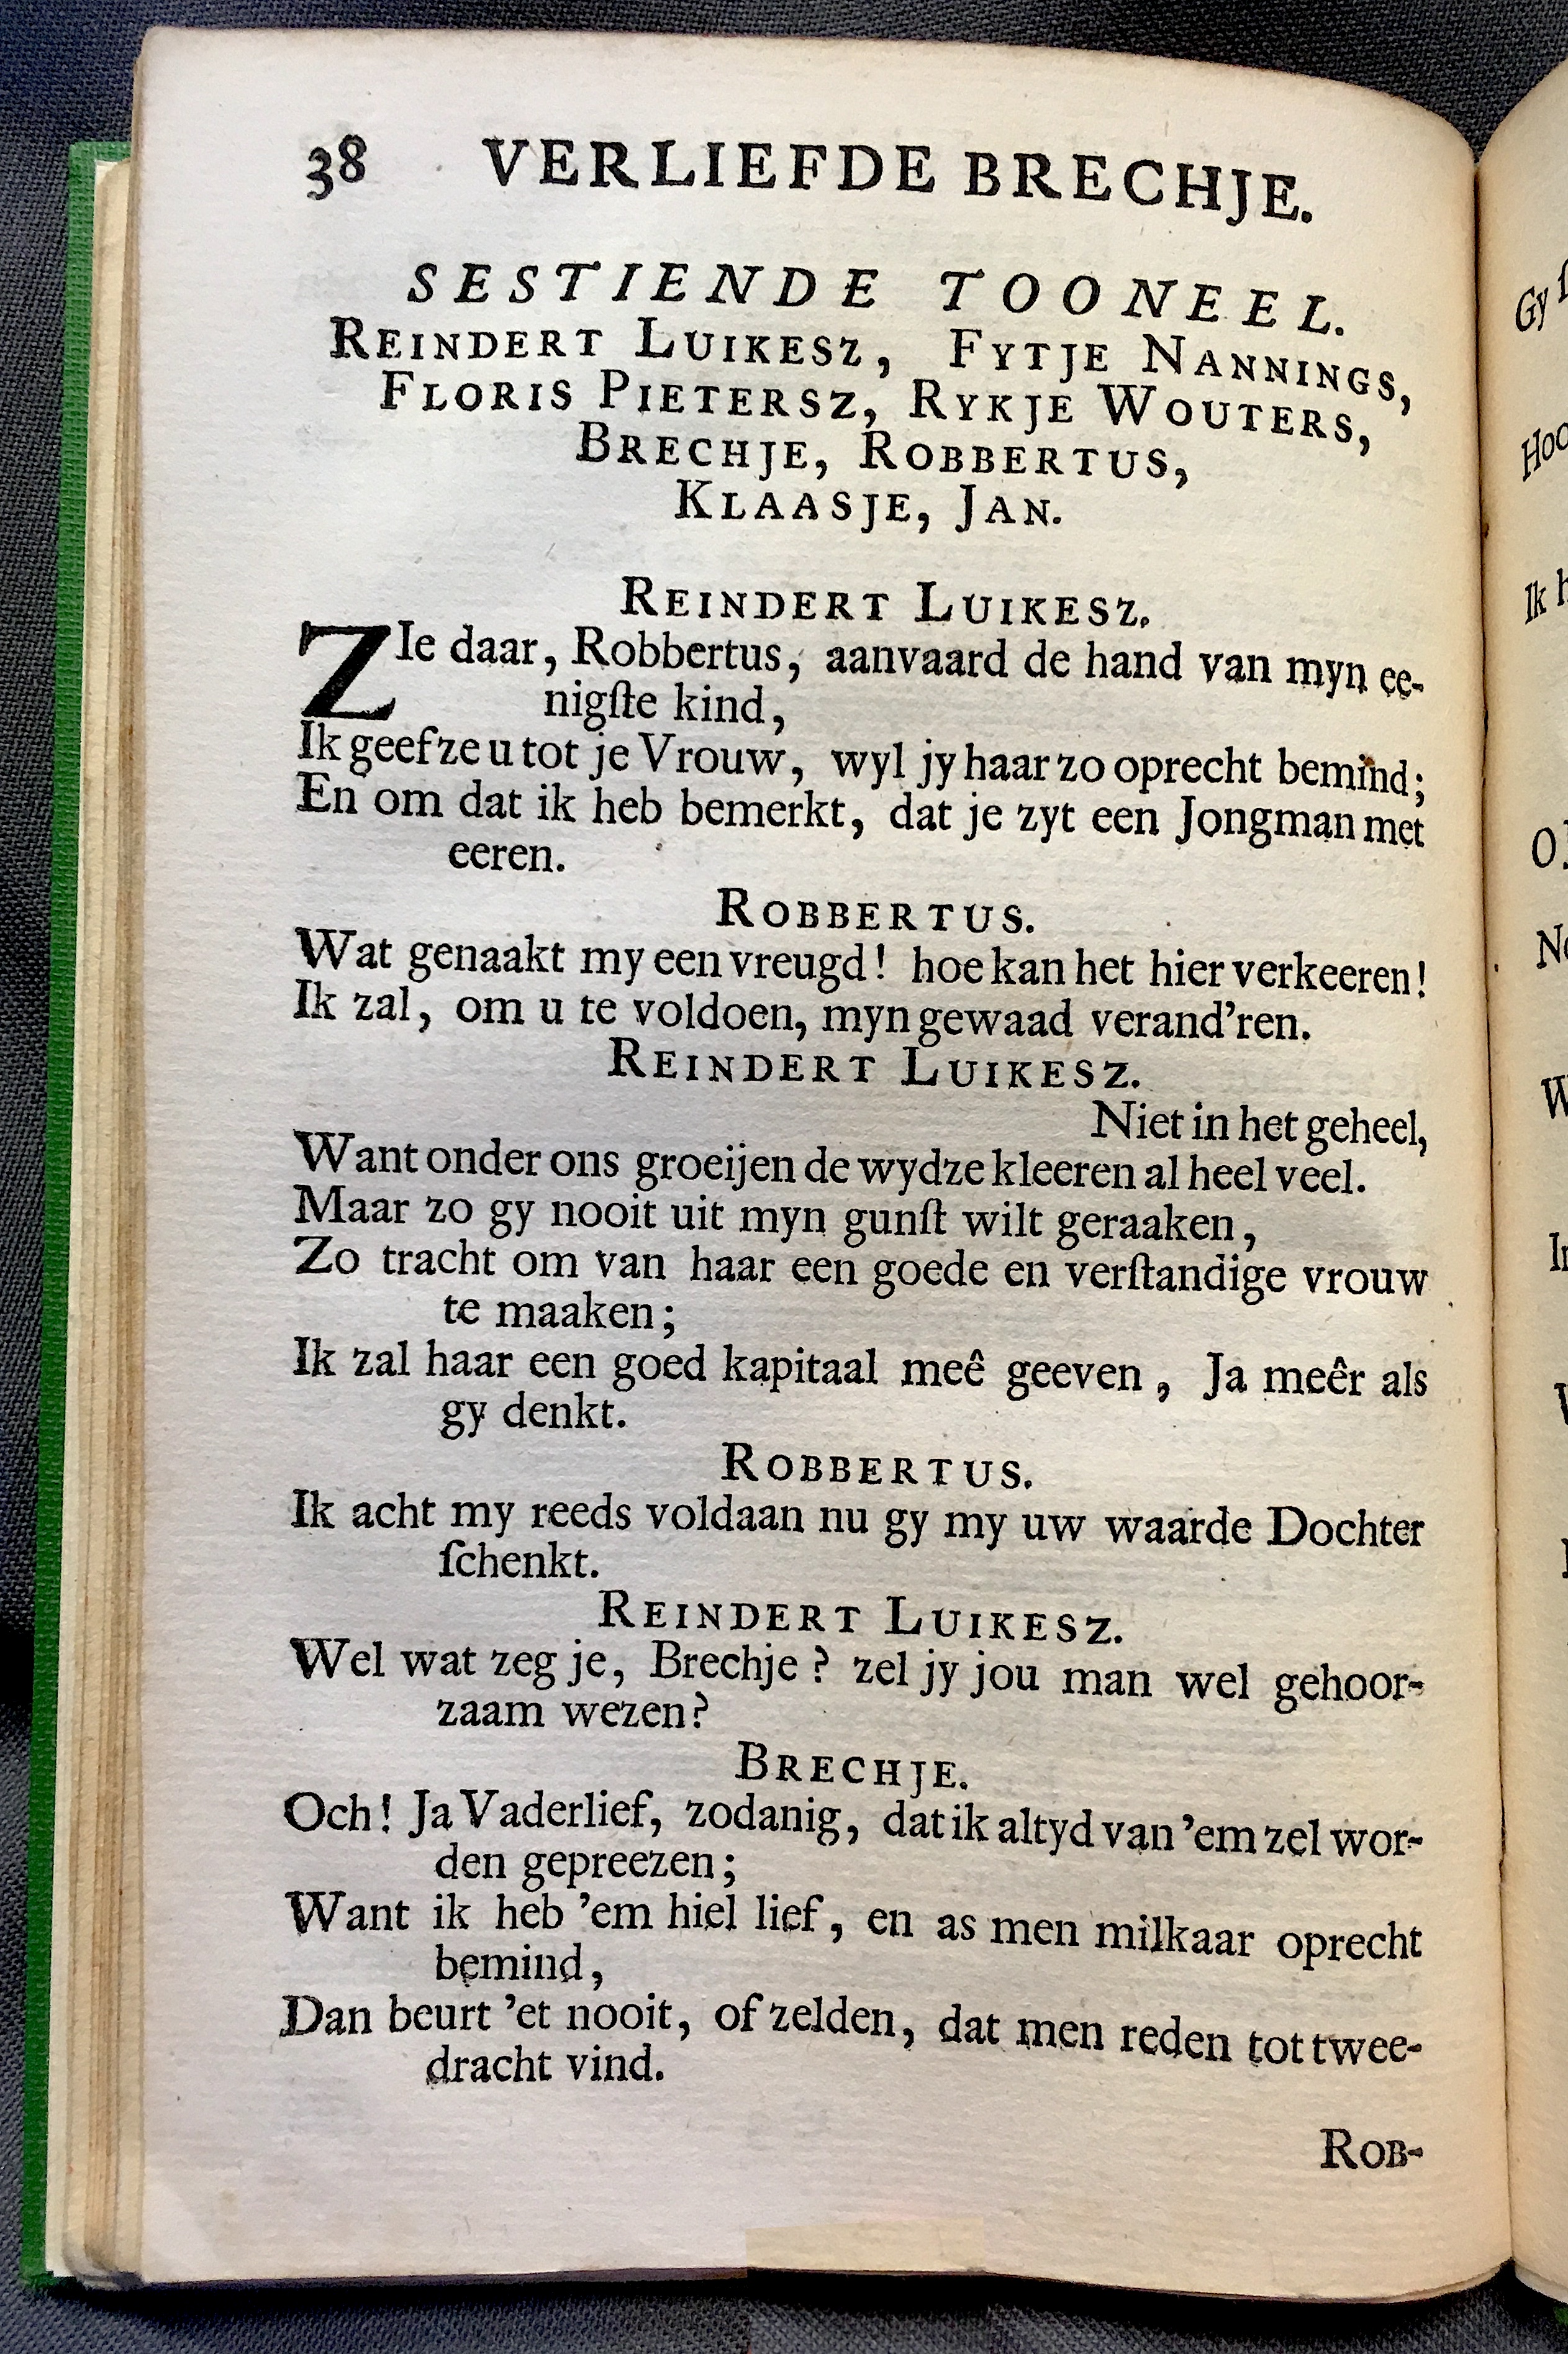 38 VERLIEFDE BRECHJE.
SESTIENDE TOONEEL.
REINDERT LUIKESZ, FYTJE NANNINGS,
FLORIS PIETERSZ, RYKJE WOUTERS,
BRECHJE, ROBBERTUS,
KLAASJE, JAN.
REINDERT LUIKESZ.
ZIe daar, Robbertus, aanvaard de hand van myn ee-
nigſte kind,
Ik geef ze u tot je Vrouw, wyl jy haar zo oprecht bemind;
En om dat ik heb bemerkt, dat je zyt een Jongman met
eeren.
ROBBERTUS.
Wat genaakt my een vreugd! hoe kan het hier verkeeren!
Ik zal, om u te voldoen, myn gewaad verand'ren.
REINDERT LUIKESZ.
Niet in het geheel,
Want onder ons groeijen de wydze kleeren al heel veel.
Maar zo gy nooit uit myn gunſt wilt geraaken,
Zo tracht om van haar een goede en verſtandige vrouw
te maaken;
Ik zal haar een goed kapitaal meê geeven, Ja meêr als
gy denkt.
ROBBERTUS.
Ik acht my reeds voldaan nu gy my uw waarde Dochter
ſchenkt.
REINDERT LUIKESZ.
Wel wat zeg je, Brechje? zel jy jou man wel gehoor-
zaam wezen?
BRECHJE.
Och! Ja Vaderlief, zodanig, dat ik altyd van 'em zel wor-
den gepreezen;
Want ik heb 'em hiel lief, en as men milkaar oprecht
bemind,
Dan beurt 'et nooit, of zelden, dat men reden tot twee-
dracht vind.
ROB-
Gy
Ik